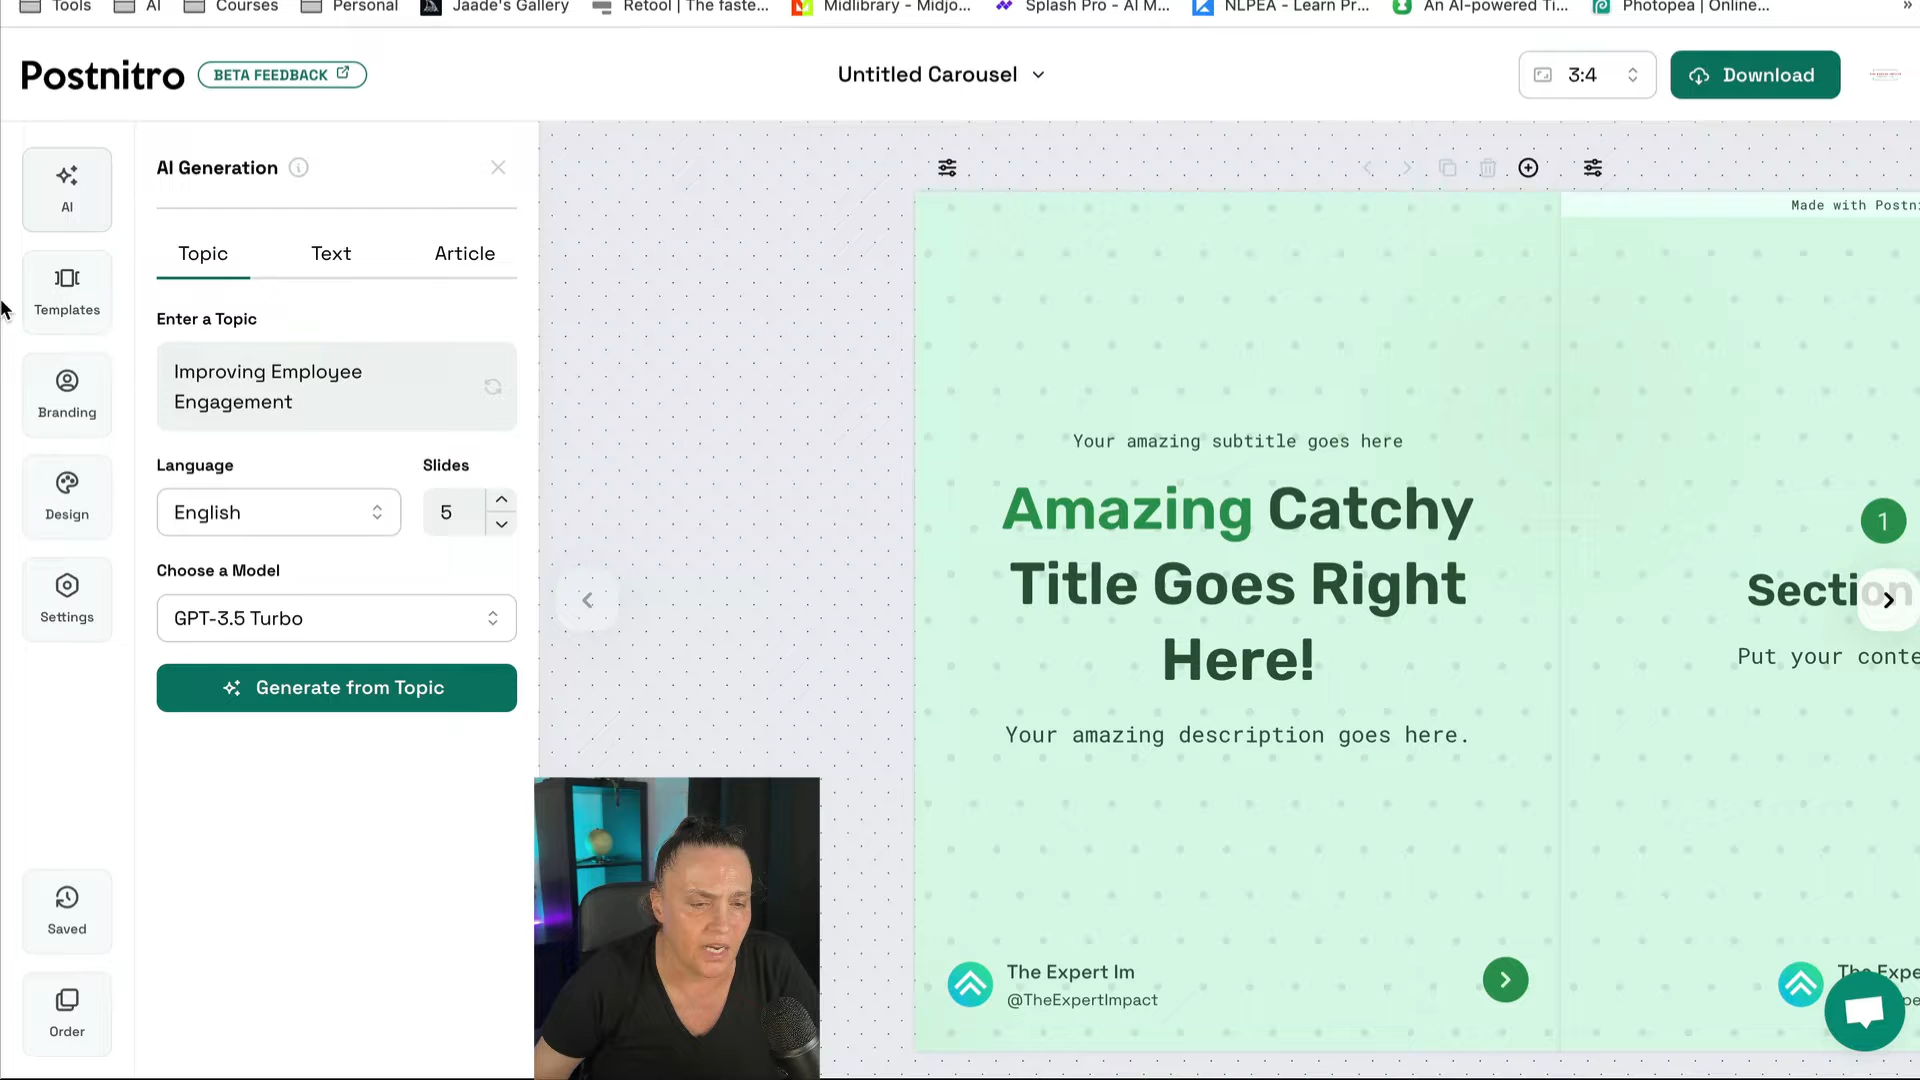 Tools AI Courses Personal Jaade's Gallery Retool | The faste... Midlibrary - Midjo... Splash Pro - AI M... NLPEA - Learn Pr... An AI-powered Ti... Photopea | Online... »
Postnitro BETA FEEDBACK Untitled Carousel 3:4 Download
AI
Templates
Branding
Design
Settings
Saved
Order
AI Generation
Topic Text Article
Enter a Topic
Improving Employee
Engagement
Language Slides
English 5
Choose a Model
GPT-3.5 Turbo
Generate from Topic
Your amazing subtitle goes here
Amazing Catchy
Title Goes Right
Here!
Your amazing description goes here.
The Expert Im
@TheExpertImpact
Made with Postni
1
Section
Put your conte
The Expe